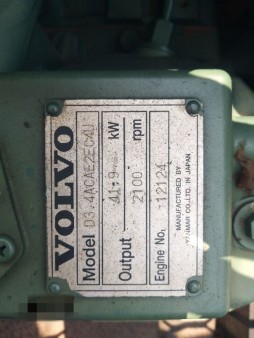 VOLVO
Model D3.4ACAE2EC4U
Output 41.9 kW
2100 rpm
Engine No. 12124
MANUFACTURED BY
YANMAR CO.,LTD. IN JAPAN